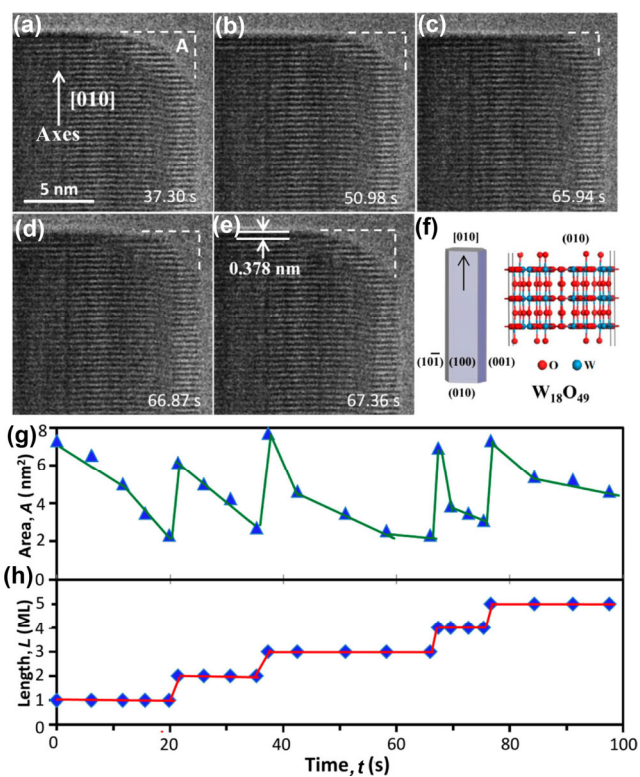 (a)
A
[010]
Axes
5 nm
37.30 s
(b)
50.98 s
(c)
65.94 s
(d)
66.87 s
(e)
0.378 nm
67.36 s
(f)
[010]
(010)
(101̅) (100) (001)
(010)
O W
W₁₈O₄₉
(g)
Area, A (nm²)
8
6
4
2
0
(h)
Length, L (ML)
5
4
3
2
1
0
0 20 40 60 80 100
Time, t (s)